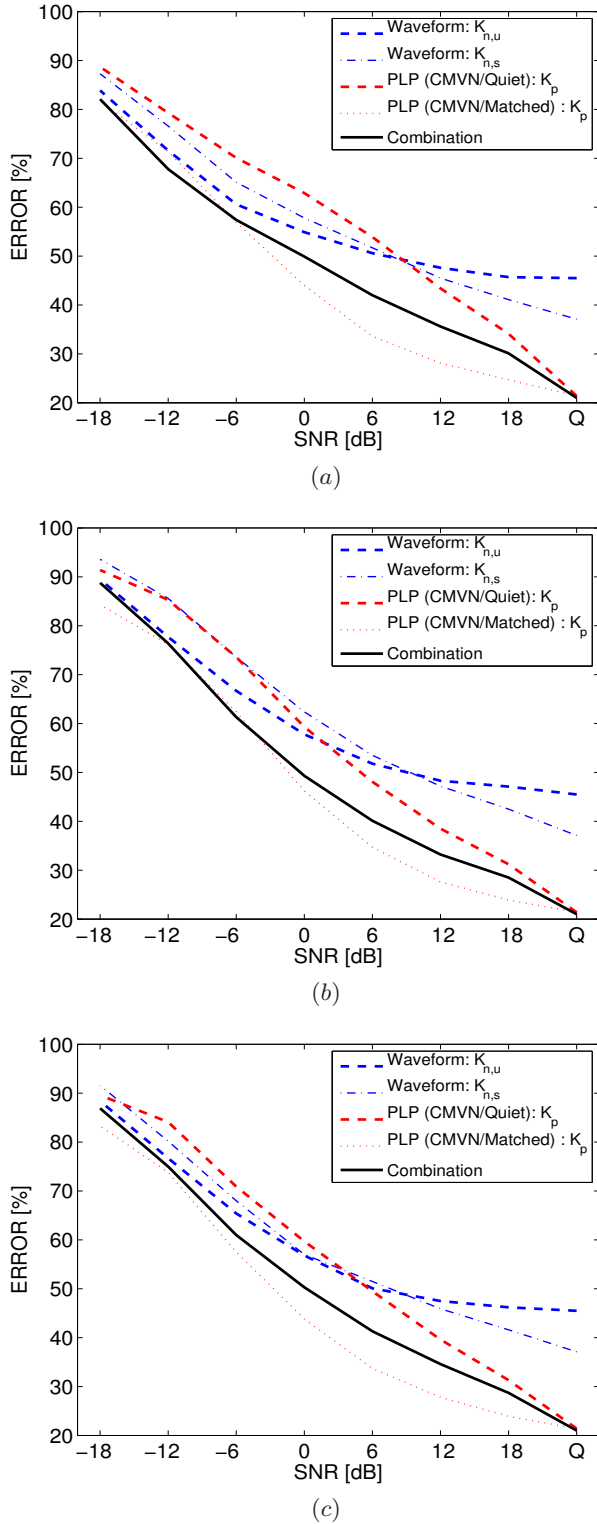 100
90
80
70
60
50
40
30
20
ERROR [%]
Waveform: K_{n,u}
Waveform: K_{n,s}
PLP (CMVN/Quiet): K_p
PLP (CMVN/Matched) : K_p
Combination
−18 −12 −6 0 6 12 18 Q
SNR [dB]
(a)
100
90
80
70
60
50
40
30
20
ERROR [%]
Waveform: K_{n,u}
Waveform: K_{n,s}
PLP (CMVN/Quiet): K_p
PLP (CMVN/Matched) : K_p
Combination
−18 −12 −6 0 6 12 18 Q
SNR [dB]
(b)
100
90
80
70
60
50
40
30
20
ERROR [%]
Waveform: K_{n,u}
Waveform: K_{n,s}
PLP (CMVN/Quiet): K_p
PLP (CMVN/Matched) : K_p
Combination
−18 −12 −6 0 6 12 18 Q
SNR [dB]
(c)